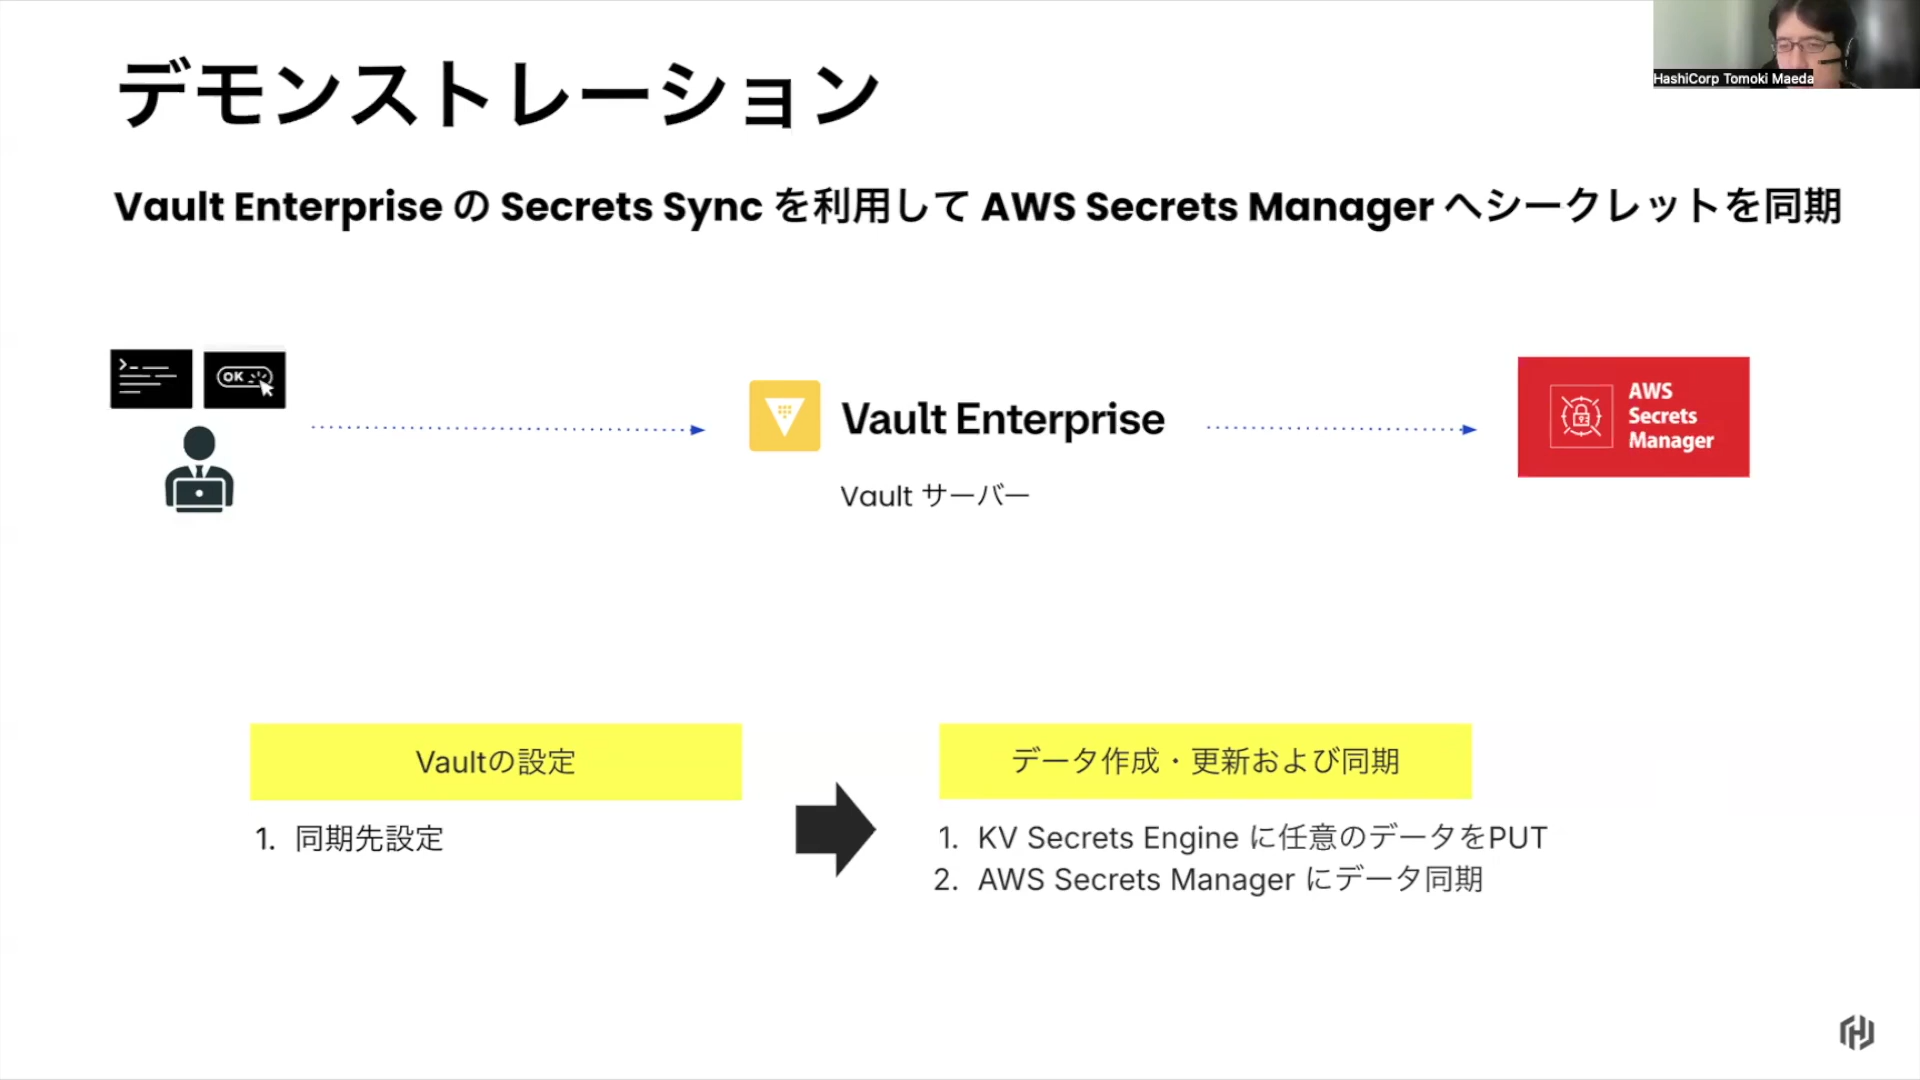 HashiCorp Tomoki Maeda
デモンストレーション
Vault Enterprise の Secrets Sync を利用して AWS Secrets Manager へシークレットを同期
OK
Vault Enterprise
Vault サーバー
AWS
Secrets
Manager
Vaultの設定
1. 同期先設定
データ作成・更新および同期
1. KV Secrets Engine に任意のデータをPUT
2. AWS Secrets Manager にデータ同期